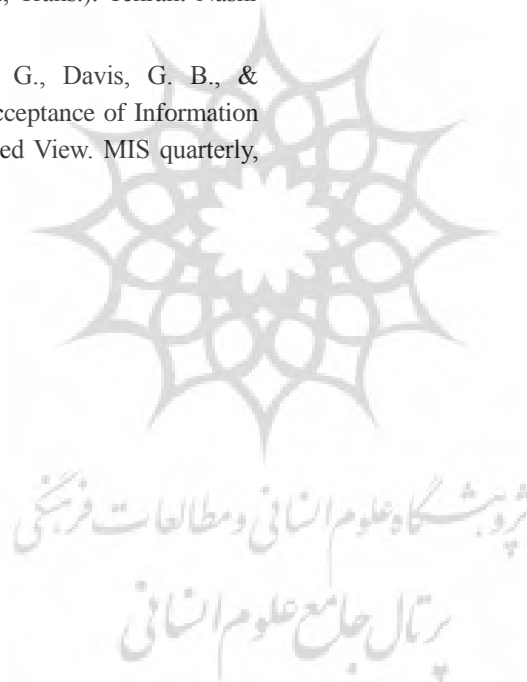 , Trans.). Tehran: Nashr
G., Davis, G. B., &
cceptance of Information
ed View. MIS quarterly,
پژوهشگاه علوم انسانی و مطالعات فرهنگی
پرتال جامع علوم انسانی